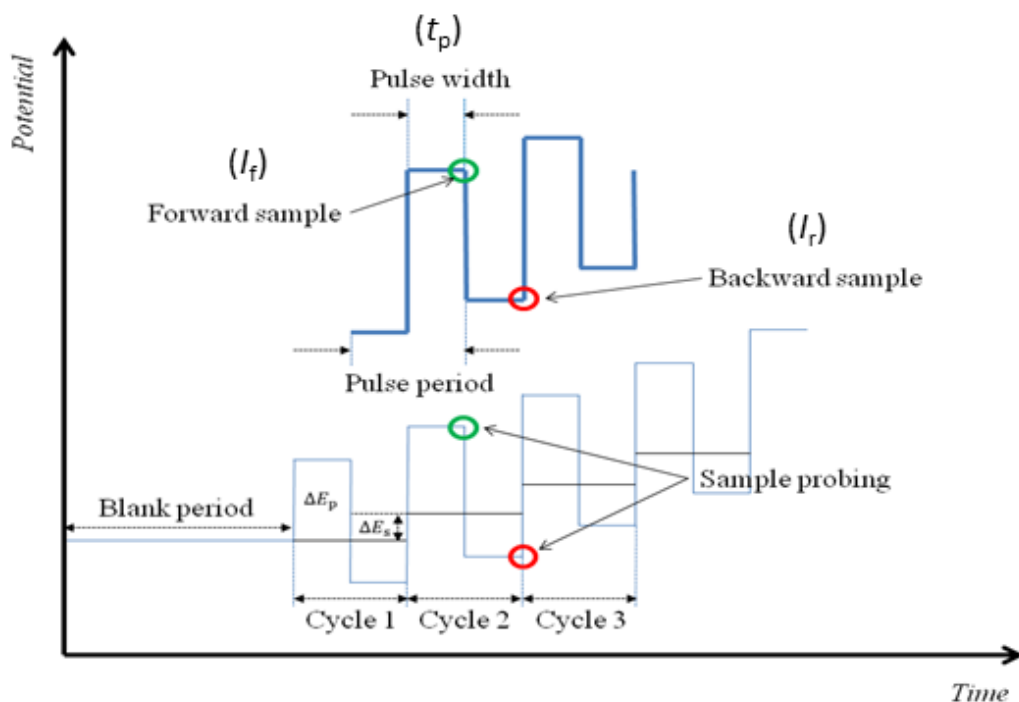 Potential
(tp)
Pulse width
(If)
Forward sample
(Ir)
Backward sample
Pulse period
Sample probing
Blank period
ΔEp
ΔEs
Cycle 1
Cycle 2
Cycle 3
Time